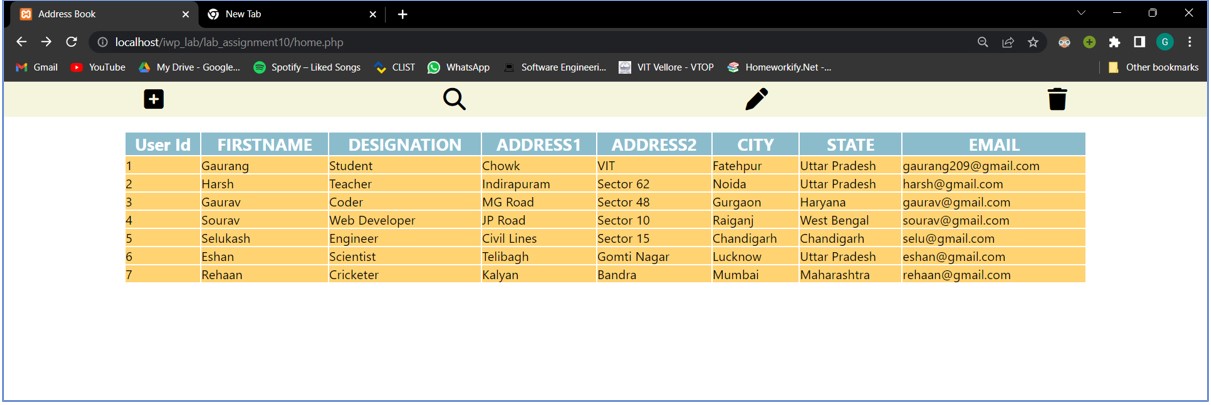 Address Book New Tab
localhost/iwp_lab/lab_assignment10/home.php G
Gmail YouTube My Drive - Google... Spotify – Liked Songs CLIST WhatsApp Software Engineeri... VIT Vellore - VTOP Homeworkify.Net -... Other bookmarks
User Id FIRSTNAME DESIGNATION ADDRESS1 ADDRESS2 CITY STATE EMAIL
1 Gaurang Student Chowk VIT Fatehpur Uttar Pradesh gaurang209@gmail.com
2 Harsh Teacher Indirapuram Sector 62 Noida Uttar Pradesh harsh@gmail.com
3 Gaurav Coder MG Road Sector 48 Gurgaon Haryana gaurav@gmail.com
4 Sourav Web Developer JP Road Sector 10 Raiganj West Bengal sourav@gmail.com
5 Selukash Engineer Civil Lines Sector 15 Chandigarh Chandigarh selu@gmail.com
6 Eshan Scientist Telibagh Gomti Nagar Lucknow Uttar Pradesh eshan@gmail.com
7 Rehaan Cricketer Kalyan Bandra Mumbai Maharashtra rehaan@gmail.com